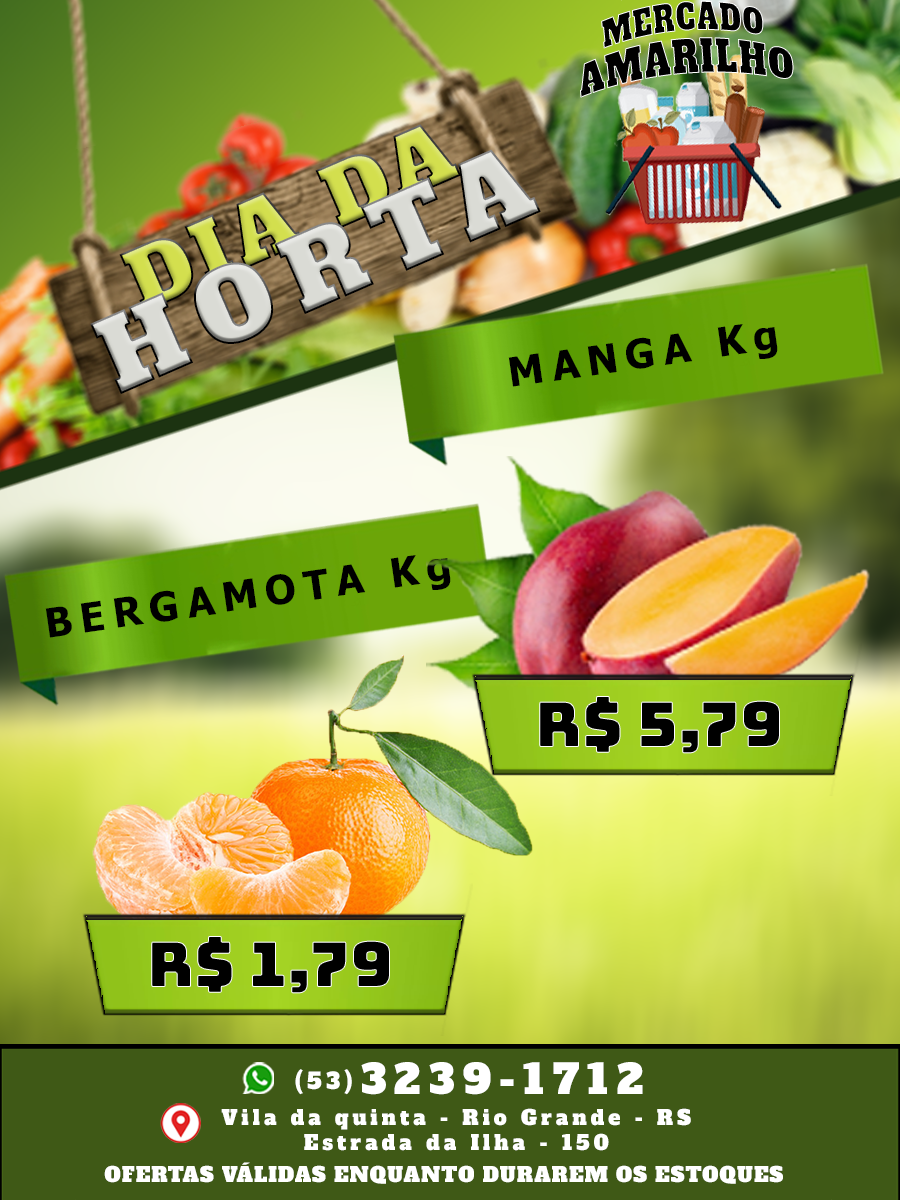 MERCADO
AMARILHO
DIA DA
HORTA
MANGA Kg
BERGAMOTA Kg
R$ 5,79
R$ 1,79
(53) 3239-1712
Vila da quinta - Rio Grande - RS
Estrada da Ilha - 150
OFERTAS VÁLIDAS ENQUANTO DURAREM OS ESTOQUES